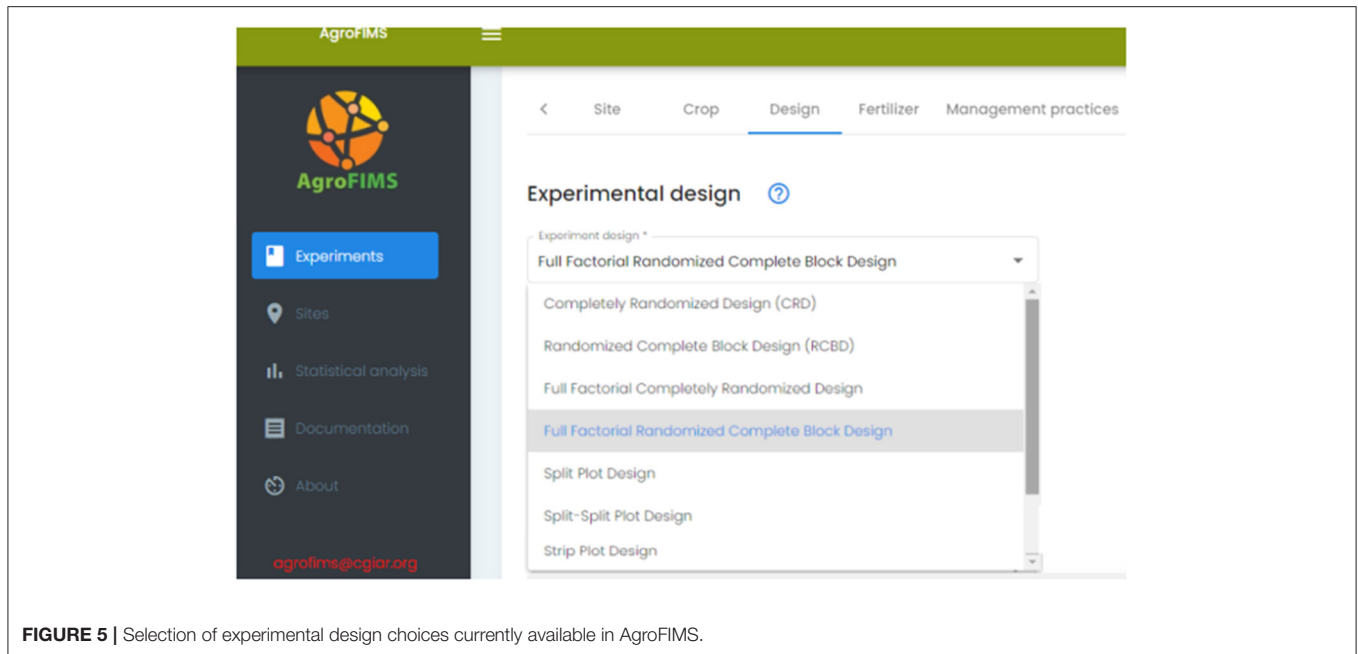 AgroFIMS
AgroFIMS
Experiments
Sites
Statistical analysis
Documentation
About
agrofims@cgiar.org
< Site Crop Design Fertilizer Management practices
Experimental design ?
Experiment design *
Full Factorial Randomized Complete Block Design
Completely Randomized Design (CRD)
Randomized Complete Block Design (RCBD)
Full Factorial Completely Randomized Design
Full Factorial Randomized Complete Block Design
Split Plot Design
Split-Split Plot Design
Strip Plot Design
FIGURE 5 | Selection of experimental design choices currently available in AgroFIMS.